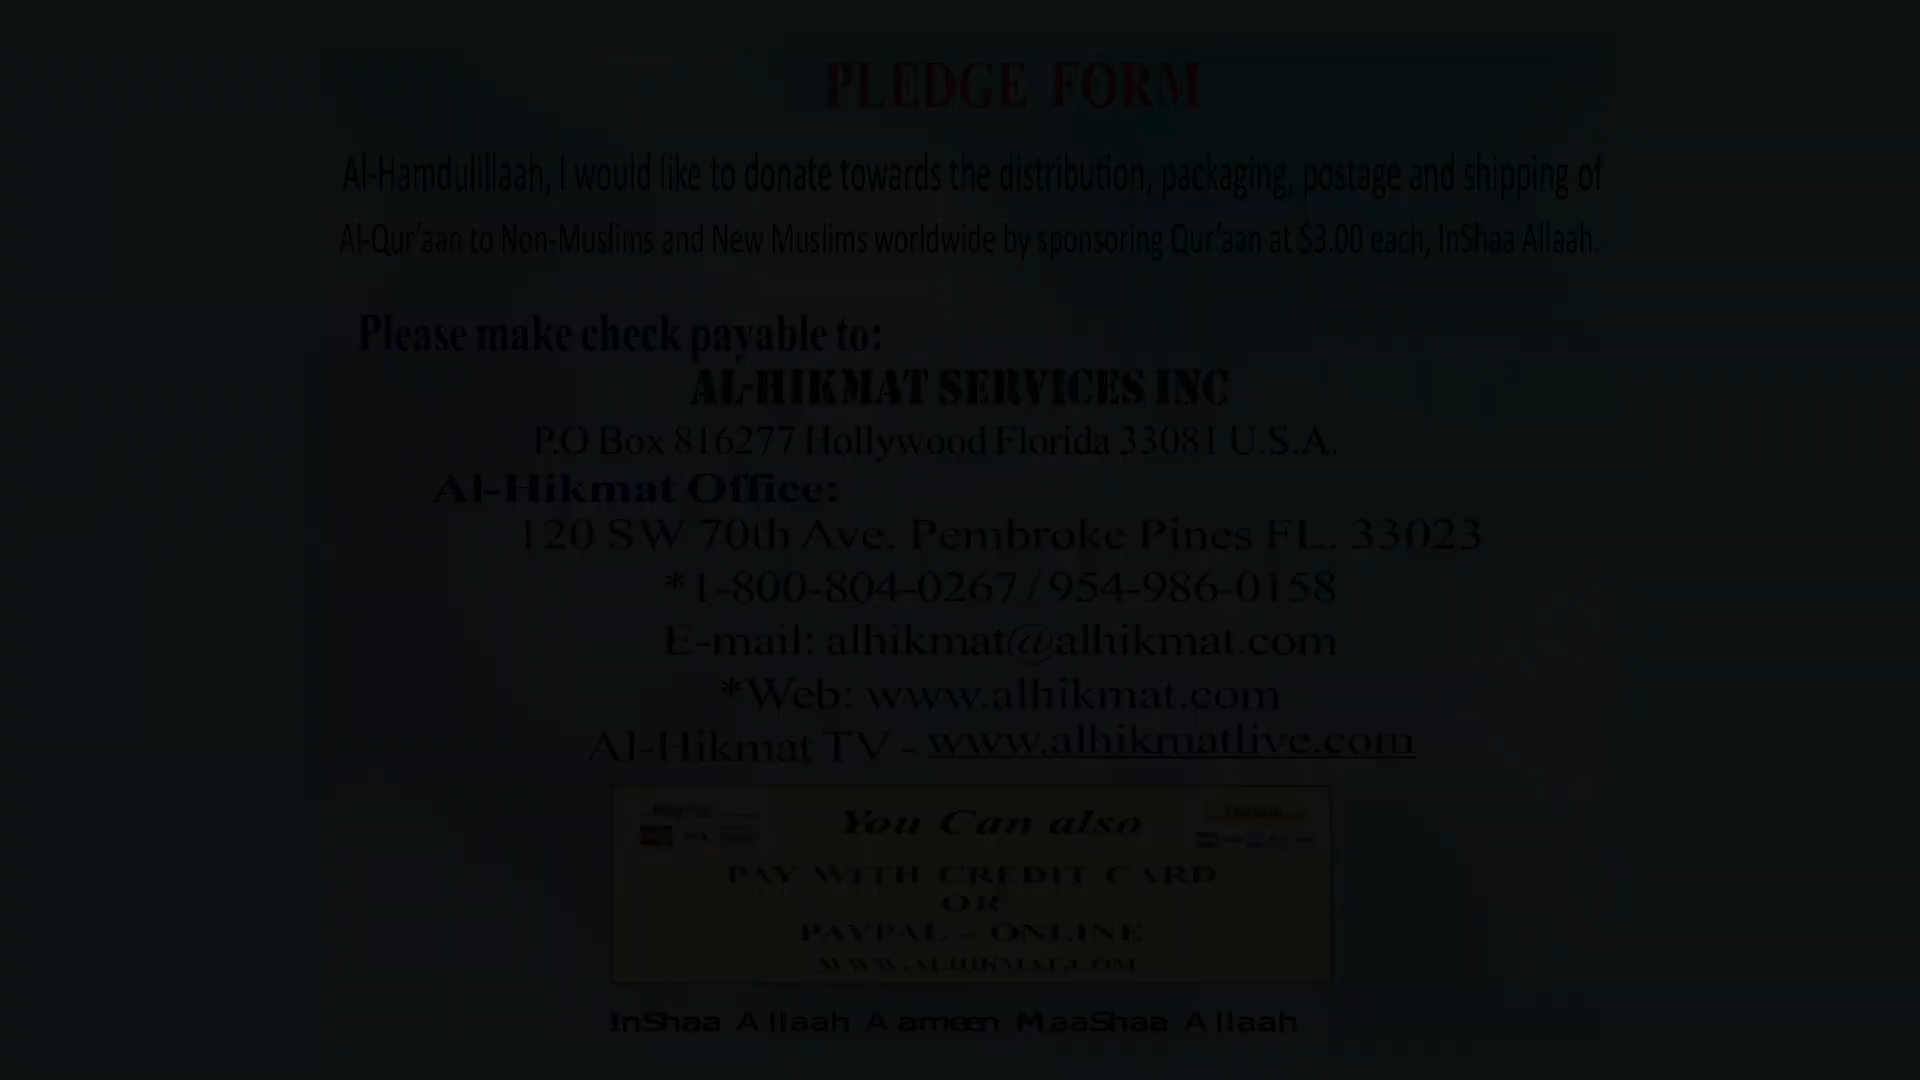 PLEDGE FORM
Al-Hamdulillaah, I would like to donate towards the distribution, packaging, postage and shipping of
Al-Qur'aan to Non-Muslims and New Muslims worldwide by sponsoring Qur'aan at $3.00 each, InShaa Allaah.
Please make check payable to:
AL-HIKMAT SERVICES INC
P.O Box 816277 Hollywood Florida 33081 U.S.A.
Al-Hikmat Office:
120 SW 70th Ave. Pembroke Pines FL. 33023
*1-800-804-0267 / 954-986-0158
E-mail: alhikmat@alhikmat.com
*Web: www.alhikmat.com
Al-Hikmat TV - www.alhikmatlive.com
You Can also
PAY WITH CREDIT CARD
OR
PAYPAL - ONLINE
WWW.ALHIKMAT.COM
InShaa Allaah Aameen MaaShaa Allaah